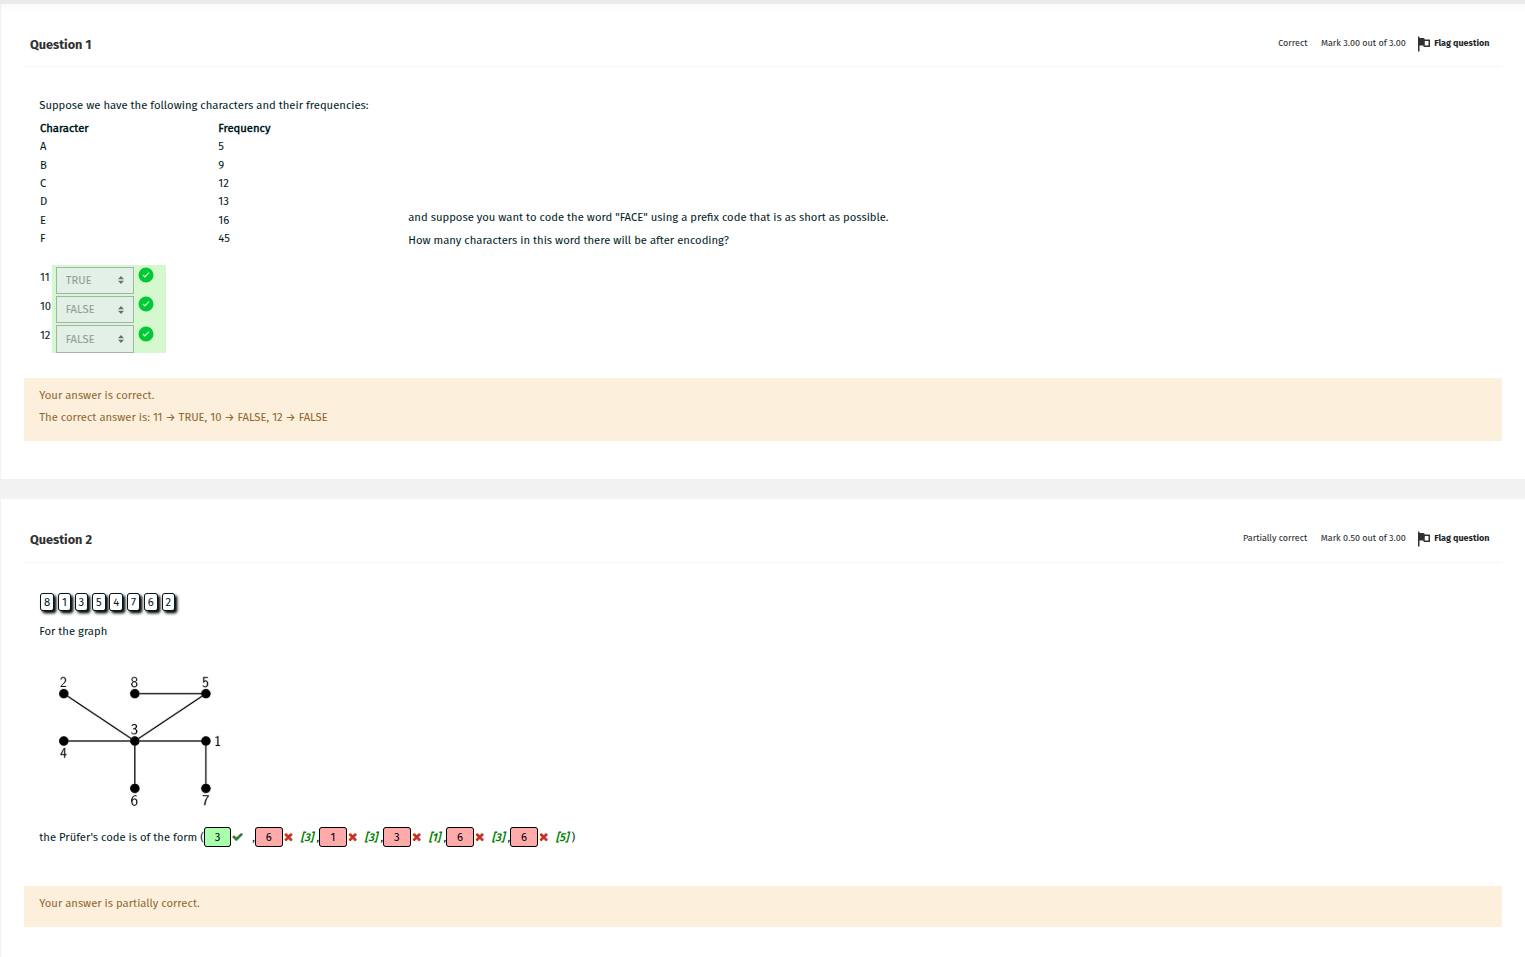 Question 1
Correct Mark 3.00 out of 3.00 Flag question
Suppose we have the following characters and their frequencies:
Character Frequency
A 5
B 9
C 12
D 13
E 16
F 45
and suppose you want to code the word "FACE" using a prefix code that is as short as possible.
How many characters in this word there will be after encoding?
11 TRUE
10 FALSE
12 FALSE
Your answer is correct.
The correct answer is: 11 → TRUE, 10 → FALSE, 12 → FALSE
Question 2
Partially correct Mark 0.50 out of 3.00 Flag question
8 1 3 5 4 7 6 2
For the graph
2 8 5
3
1
4
6 7
the Prüfer's code is of the form ( 3 , 6 [3], 1 [3], 3 [1], 6 [3], 6 [5])
Your answer is partially correct.